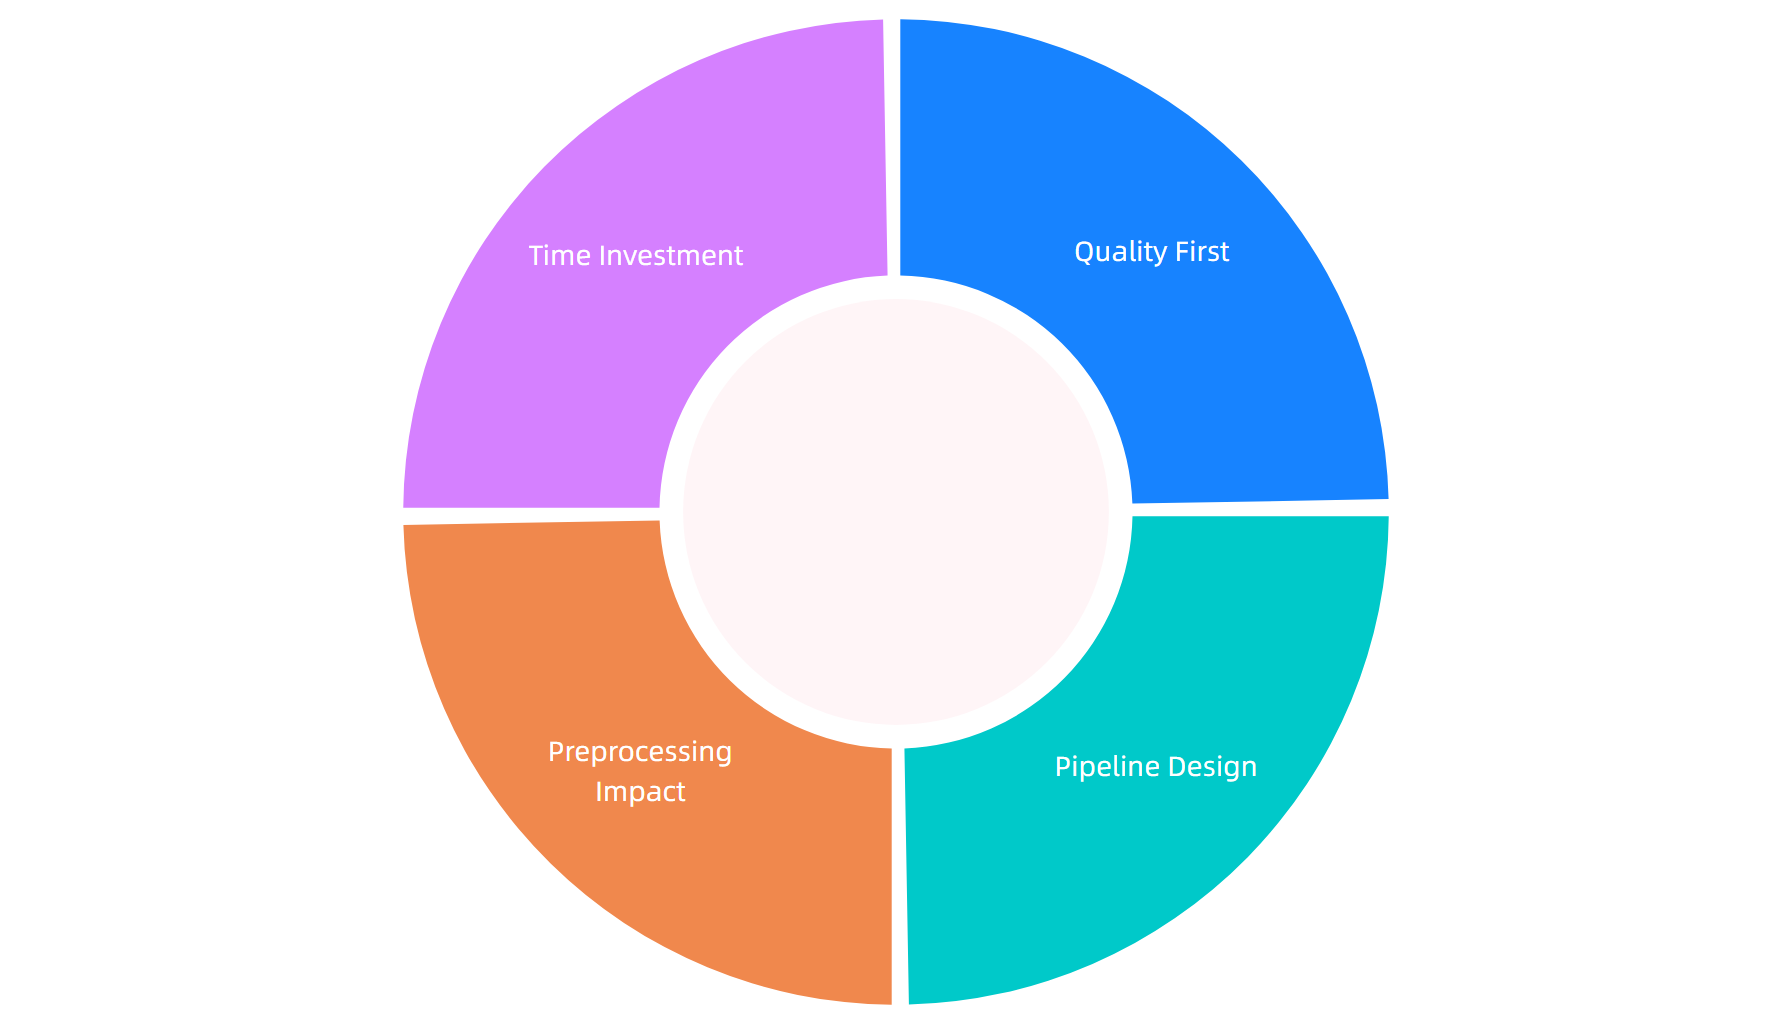 Time Investment
Quality First
Preprocessing
Impact
Pipeline Design